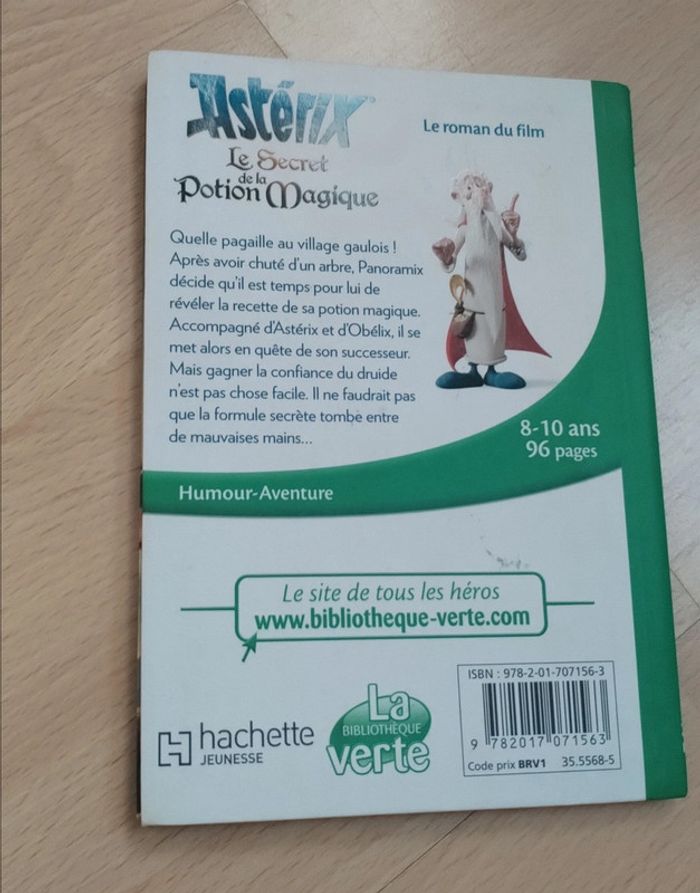 Astérix
Le Secret
de la
Potion Magique
Le roman du film
Quelle pagaille au village gaulois !
Après avoir chuté d'un arbre, Panoramix
décide qu'il est temps pour lui de
révéler la recette de sa potion magique.
Accompagné d'Astérix et d'Obélix, il se
met alors en quête de son successeur.
Mais gagner la confiance du druide
n'est pas chose facile. Il ne faudrait pas
que la formule secrète tombe entre
de mauvaises mains...
8-10 ans
96 pages
Humour-Aventure
Le site de tous les héros
www.bibliotheque-verte.com
hachette
JEUNESSE
La
BIBLIOTHÈQUE
verte
ISBN : 978-2-01-707156-3
9 782017 071563
Code prix BRV1 35.5568-5